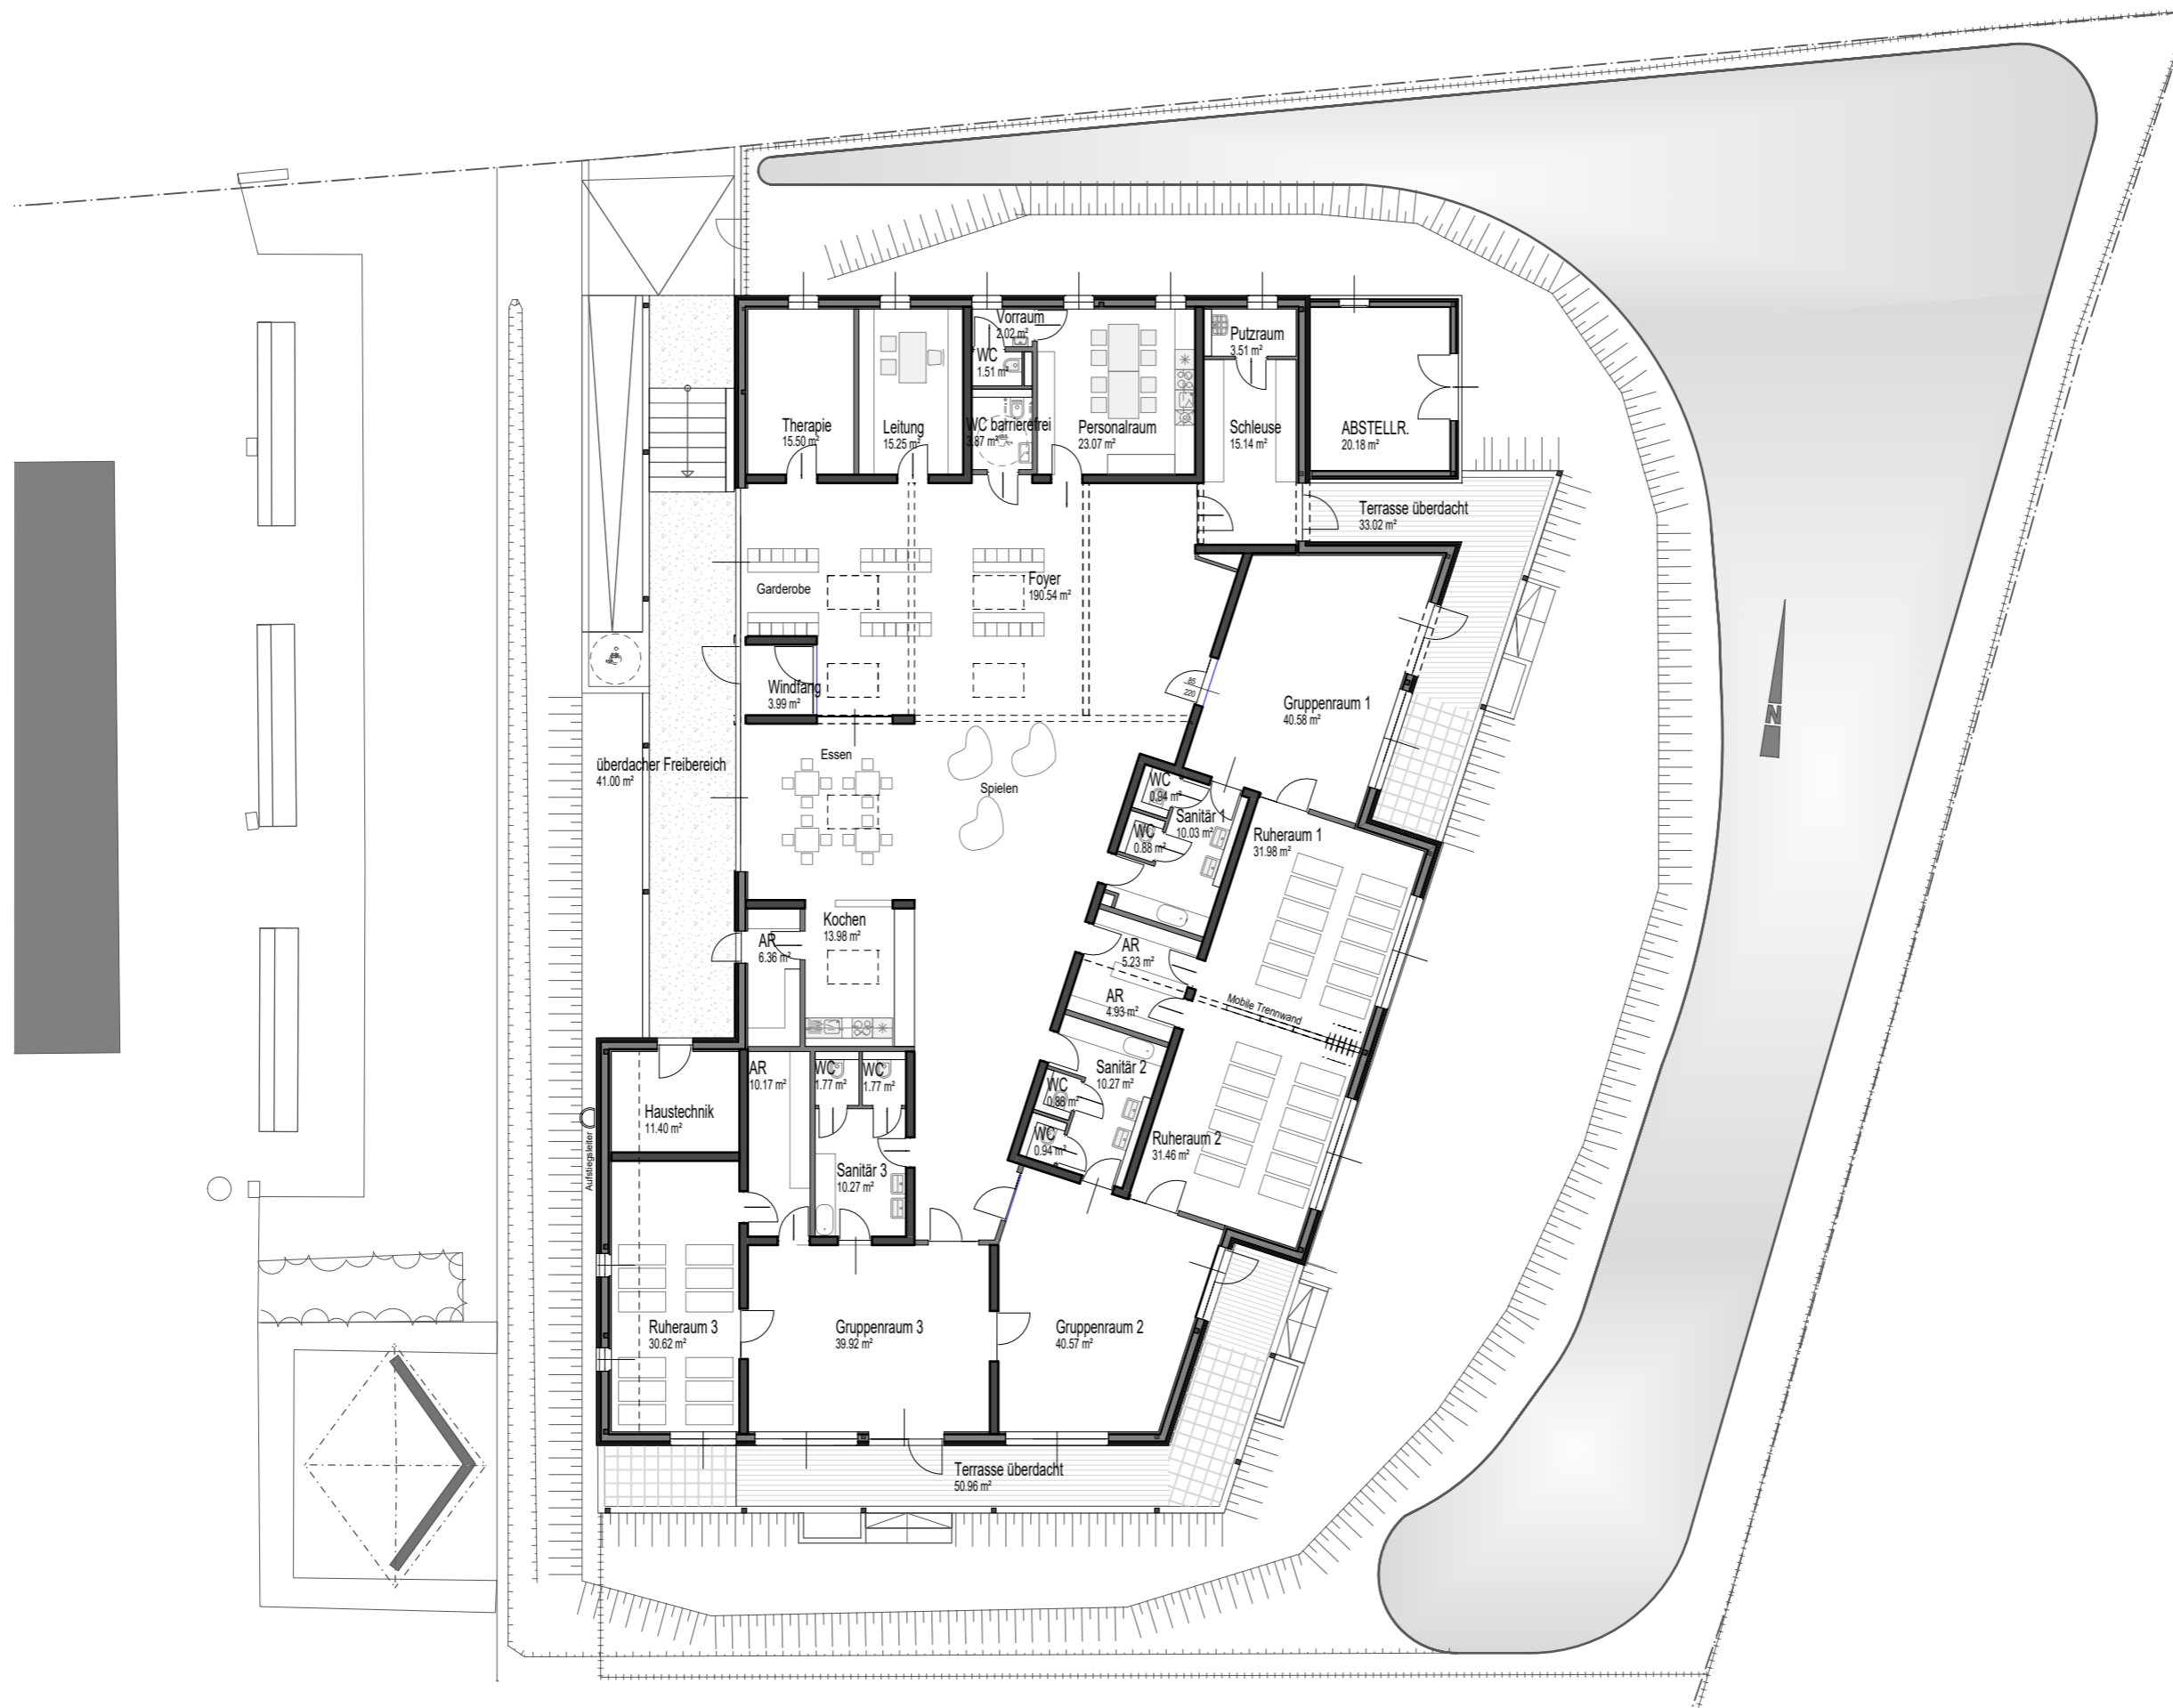 Vorraum
2.02 m²
WC
1.51 m²
Putzraum
3.51 m²
Therapie
15.50 m²
Leitung
15.25 m²
WC barrierefrei
3.87 m²
Personalraum
23.07 m²
Schleuse
15.14 m²
ABSTELLR.
20.18 m²
Terrasse überdacht
33.02 m²
Garderobe
Foyer
190.54 m²
Windfang
3.99 m²
85
220
Gruppenraum 1
40.58 m²
N
überdacher Freibereich
41.00 m²
Essen
Spielen
WC
0.94 m²
Sanitär 1
10.03 m²
WC
0.88 m²
Ruheraum 1
31.98 m²
Kochen
13.98 m²
AR
6.36 m²
AR
5.23 m²
AR
4.93 m²
Mobile Trennwand
AR
10.17 m²
WC
1.77 m²
WC
1.77 m²
Sanitär 2
10.27 m²
WC
0.88 m²
WC
0.94 m²
Haustechnik
11.40 m²
Aufstiegsleiter
Ruheraum 2
31.46 m²
Sanitär 3
10.27 m²
Ruheraum 3
30.62 m²
Gruppenraum 3
39.92 m²
Gruppenraum 2
40.57 m²
Terrasse überdacht
50.96 m²